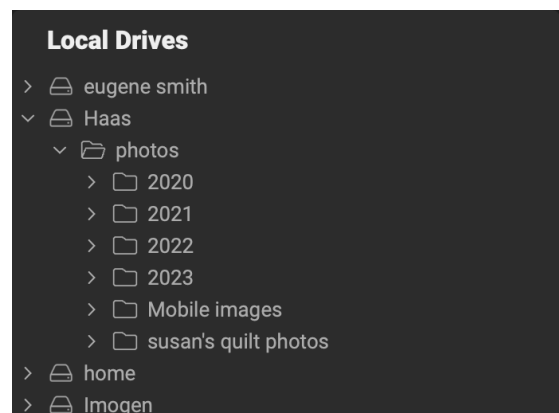 Local Drives
eugene smith
Haas
photos
2020
2021
2022
2023
Mobile images
susan's quilt photos
home
Imogen